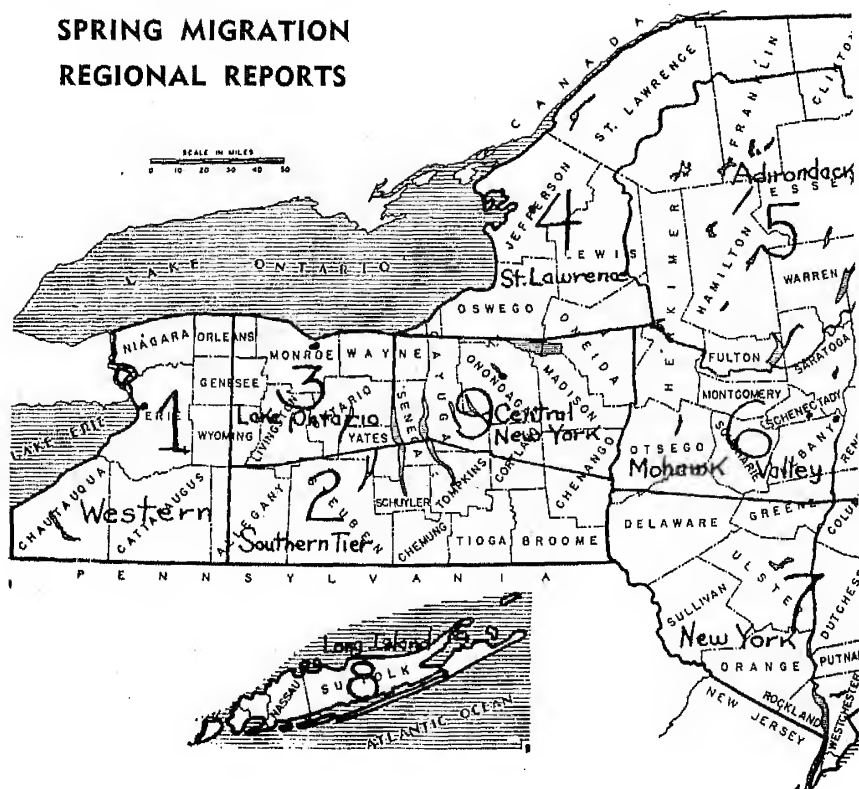 SPRING MIGRATION
REGIONAL REPORTS
SCALE IN MILES
0 10 20 30 40 50
CANADA
ST. LAWRENCE
FRANKLIN
CLINTON
JEFFERSON
4
Adirondack
ESSEX
5
LAKE ONTARIO
LEWIS
St. Lawrence
HERKIMER
HAMILTON
WARREN
OSWEGO
ONEIDA
NIAGARA
ORLEANS
MONROE
WAYNE
FULTON
SARATOGA
GENESEE
3
CAYUGA
ONONDAGA
MADISON
MONTGOMERY
SCHENECTADY
ERIE
1
Lake Ontario
LIVINGSTON
ONTARIO
SENECA
9
Central
New York
6
LAKE ERIE
WYOMING
YATES
CORTLAND
CHENANGO
OTSEGO
SCHOHARIE
ALBANY
REN
Mohawk Valley
CHAUTAUQUA
CATTARAUGUS
Western
ALLEGANY
2
STEUBEN
SCHUYLER
TOMPKINS
DELAWARE
GREENE
COLU
Southern Tier
CHEMUNG
TIOGA
BROOME
ULSTER
PENNSYLVANIA
SULLIVAN
7
DUTCHES
New York
Long Island
8
SUFFOLK
NASSAU
ORANGE
PUTNA
ROCKLAND
WESTCHESTER
ATLANTIC OCEAN
NEW JERSEY